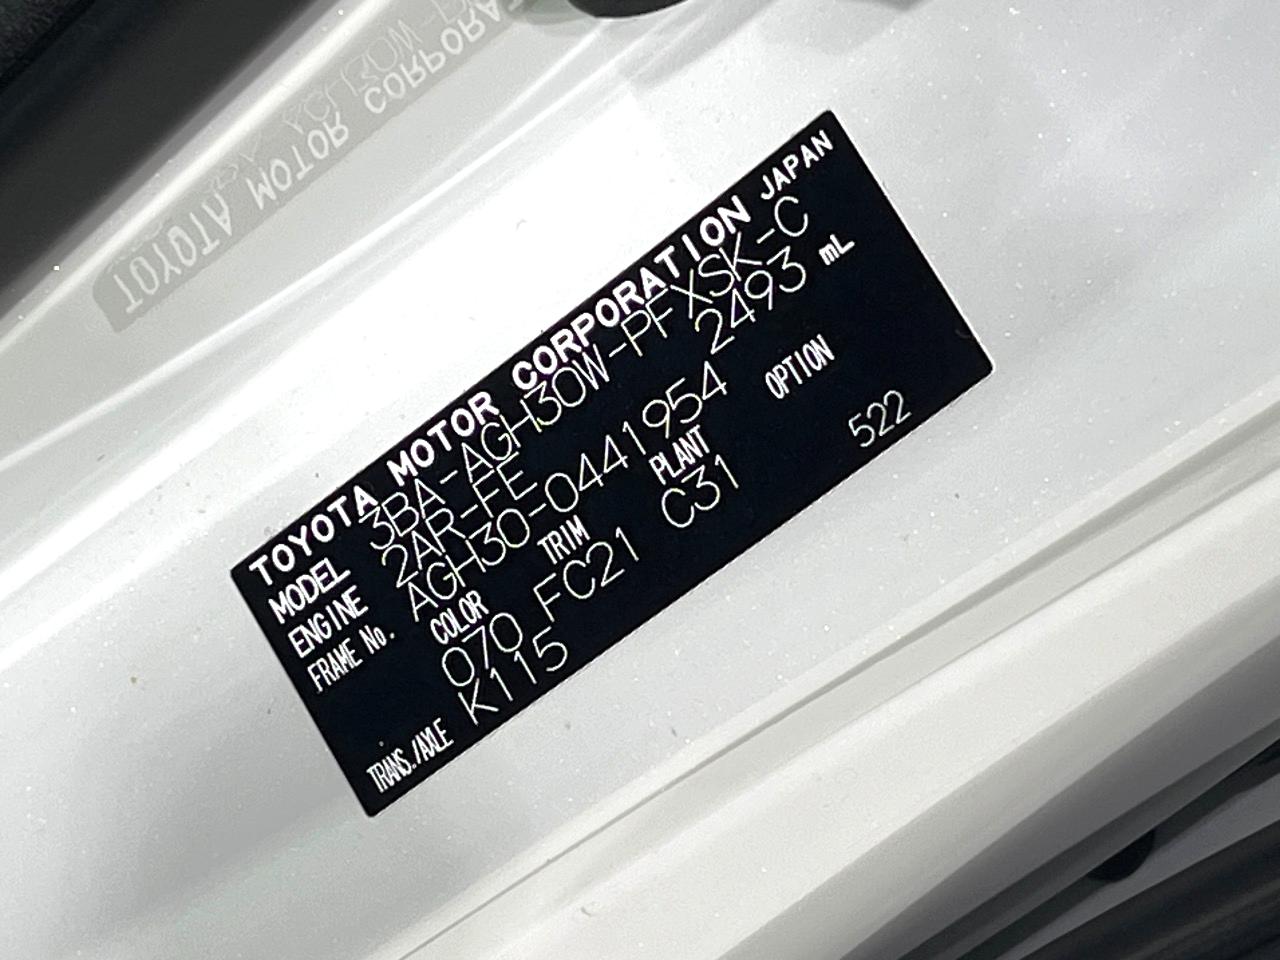 TOYOTA MOTOR CORPORATION JAPAN
MODEL 3BA-AGH30W-PFXSK-C
ENGINE 2AR-FE 2493 mL
FRAME No. AGH30-0441954
COLOR TRIM PLANT OPTION
070 FC21 C31 522
TRANS./AXLE K115
TOYOTA MOTOR CORPORAT